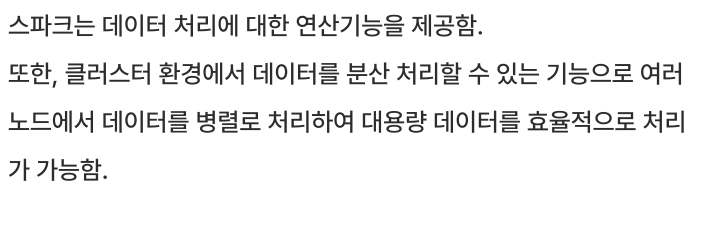 스파크는 데이터 처리에 대한 연산기능을 제공함.
또한, 클러스터 환경에서 데이터를 분산 처리할 수 있는 기능으로 여러
노드에서 데이터를 병렬로 처리하여 대용량 데이터를 효율적으로 처리
가 가능함.